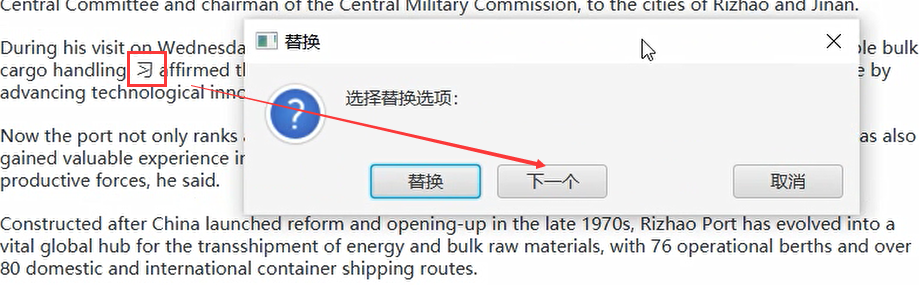 Central Committee and chairman of the Central Military Commission, to the cities of Rizhao and Jinan.
During his visit on Wednesda
ble bulk
cargo handling 习 affirmed th
e by
advancing technological inno
替换
选择替换选项:
替换
下一个
取消
Now the port not only ranks
as also
gained valuable experience in
productive forces, he said.
Constructed after China launched reform and opening-up in the late 1970s, Rizhao Port has evolved into a
vital global hub for the transshipment of energy and bulk raw materials, with 76 operational berths and over
80 domestic and international container shipping routes.